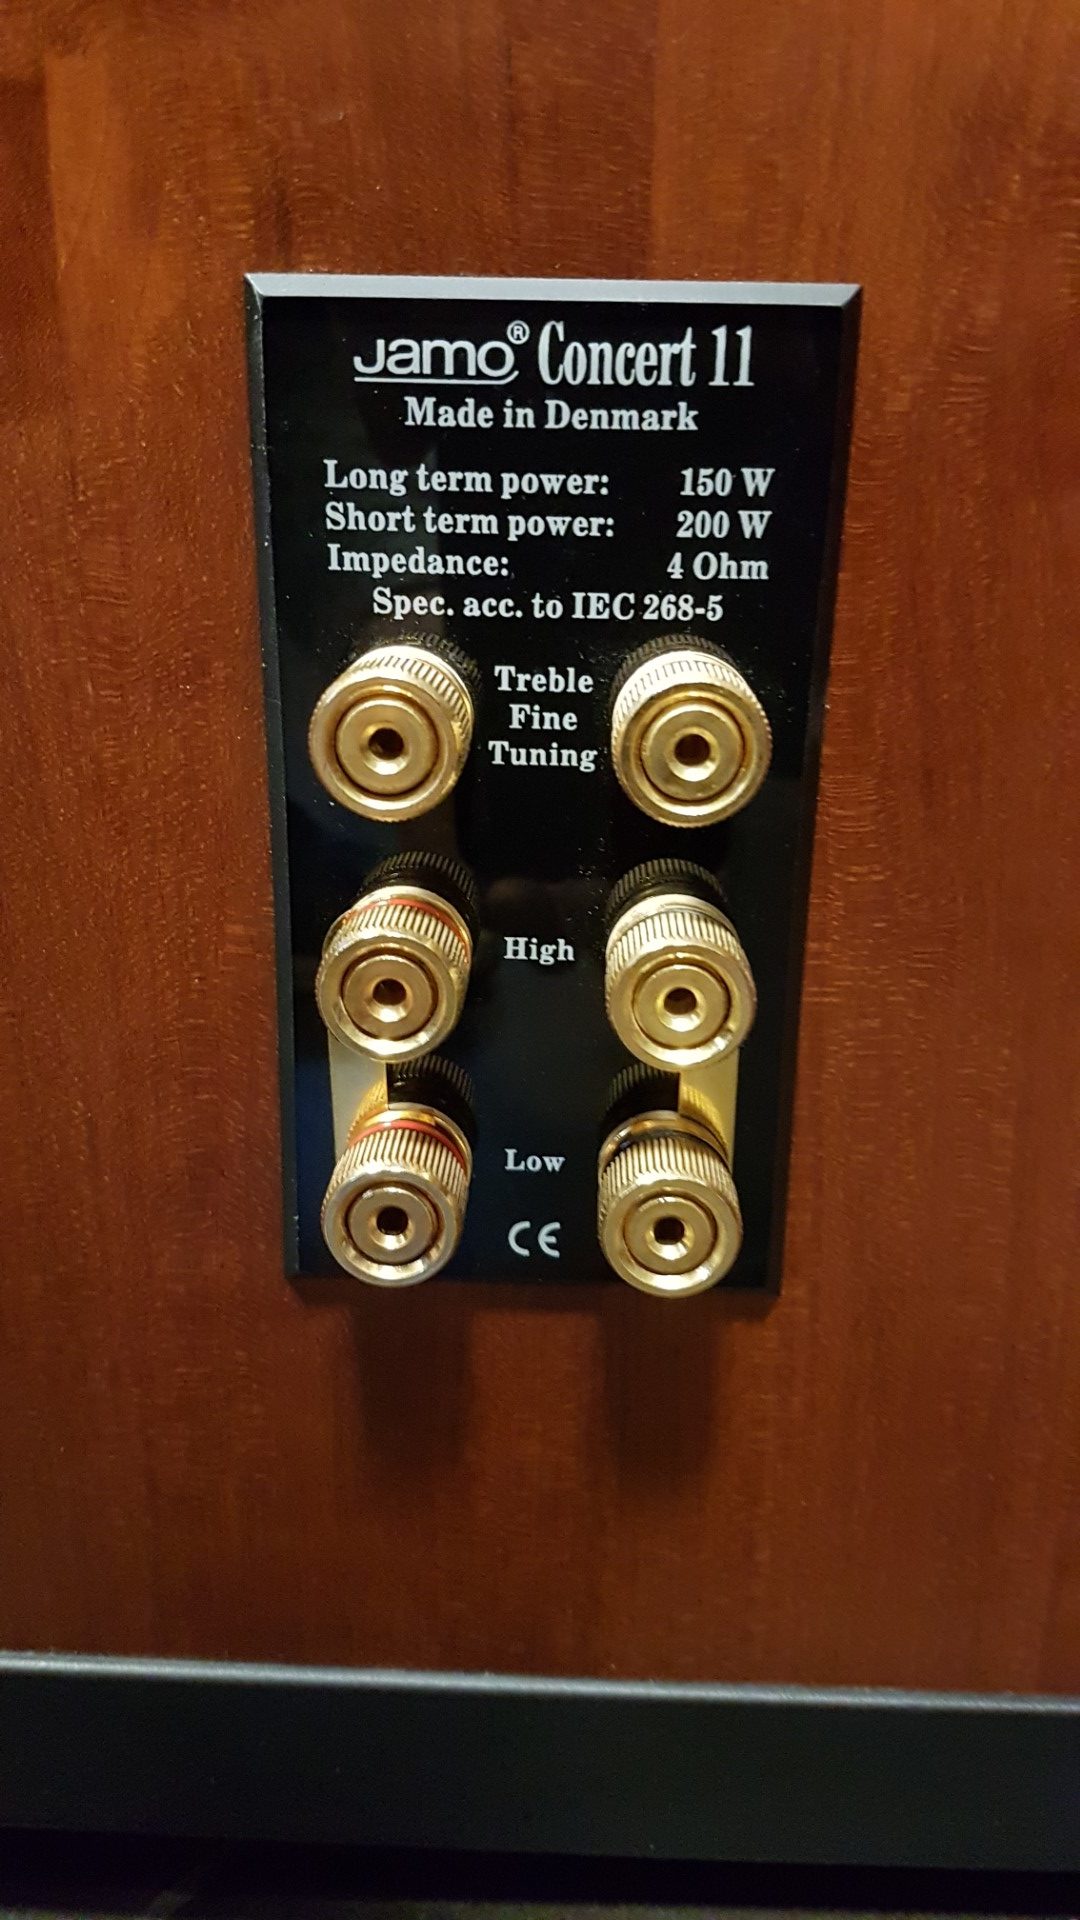 Jamo® Concert 11
Made in Denmark
Long term power: 150 W
Short term power: 200 W
Impedance: 4 Ohm
Spec. acc. to IEC 268-5
Treble
Fine
Tuning
High
Low
CE